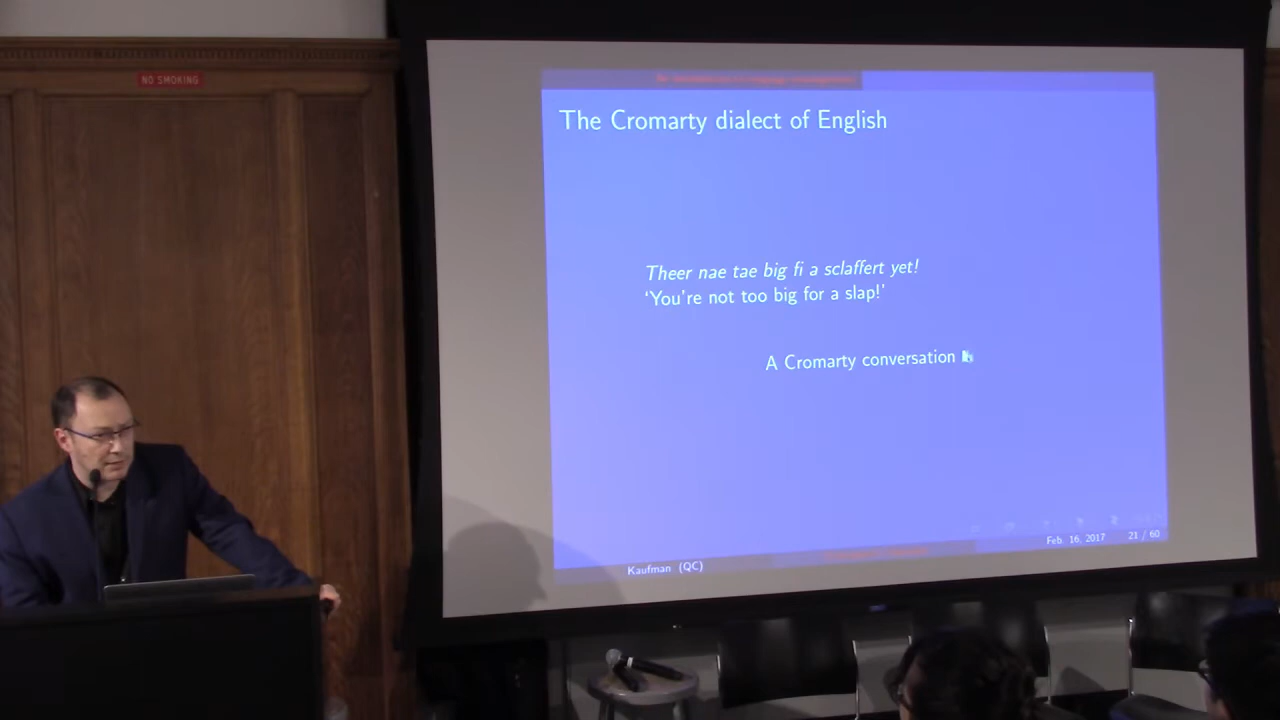 NO SMOKING
The Cromarty dialect of English
Theer nae tae big fi a sclaffert yet!
‘You're not too big for a slap!’
A Cromarty conversation
Kaufman (QC)
Feb. 16, 2017 21 / 60